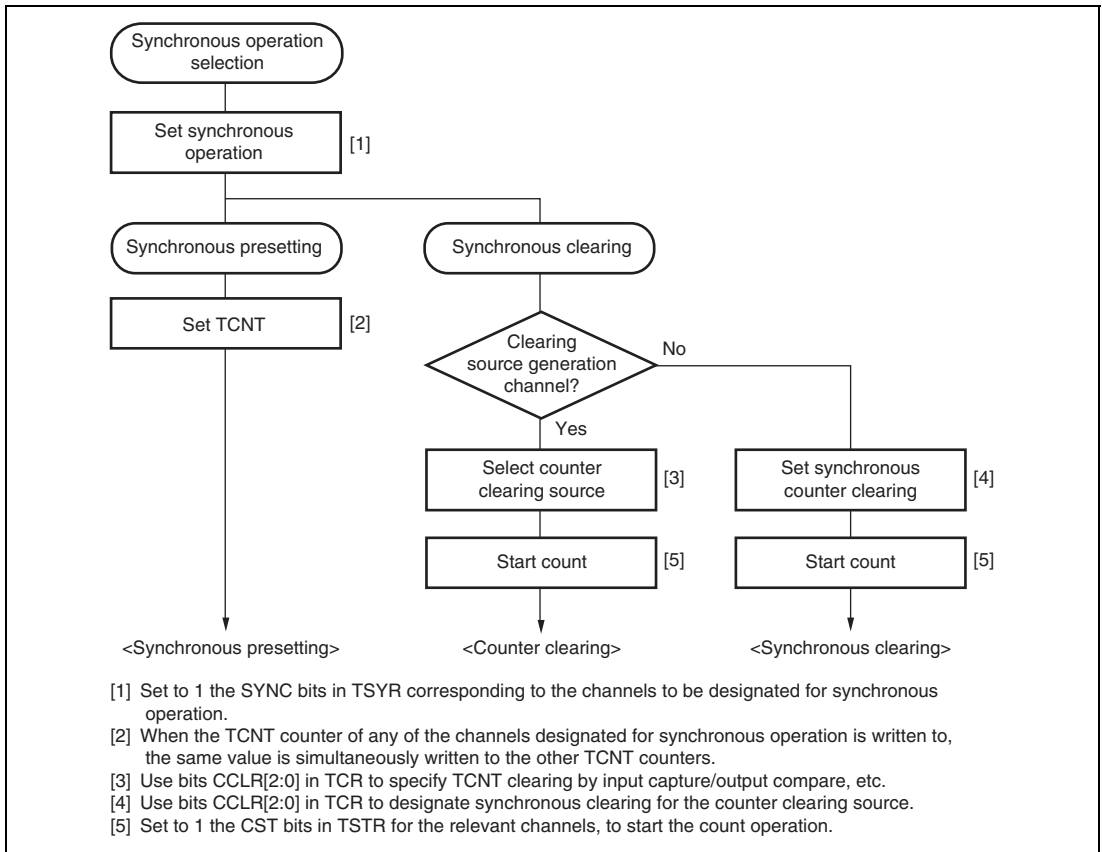 Synchronous operation
selection
Set synchronous
operation
[1]
Synchronous presetting
Synchronous clearing
Set TCNT
[2]
Clearing
source generation
channel?
No
Yes
Select counter
clearing source
[3]
Set synchronous
counter clearing
[4]
Start count
[5]
Start count
[5]
<Synchronous presetting>
<Counter clearing>
<Synchronous clearing>
[1] Set to 1 the SYNC bits in TSYR corresponding to the channels to be designated for synchronous
operation.
[2] When the TCNT counter of any of the channels designated for synchronous operation is written to,
the same value is simultaneously written to the other TCNT counters.
[3] Use bits CCLR[2:0] in TCR to specify TCNT clearing by input capture/output compare, etc.
[4] Use bits CCLR[2:0] in TCR to designate synchronous clearing for the counter clearing source.
[5] Set to 1 the CST bits in TSTR for the relevant channels, to start the count operation.